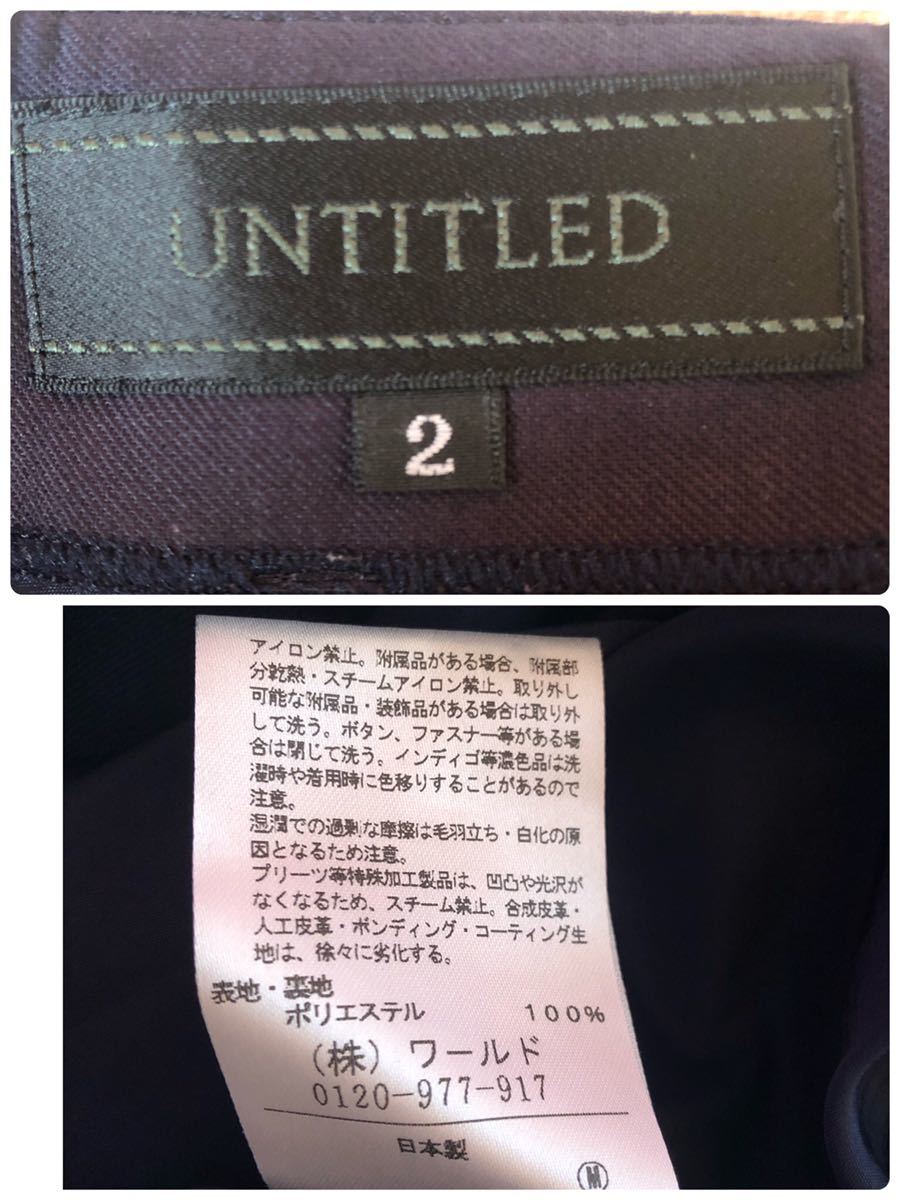 UNTITLED
2
アイロン禁止。附属品がある場合、附属部
分乾熱・スチームアイロン禁止。取り外し
可能な附属品・装飾品がある場合は取り外
して洗う。ボタン、ファスナー等がある場
合は閉じて洗う。インディゴ等濃色品は洗
濯時や着用時に色移りすることがあるので
注意。
湿潤での過剰な摩擦は毛羽立ち・白化の原
因となるため注意。
プリーツ等特殊加工製品は、凹凸や光沢が
なくなるため、スチーム禁止。合成皮革・
人工皮革・ボンディング・コーティング生
地は、徐々に劣化する。
表地・裏地
ポリエステル 100%
(株) ワールド
0120-977-917
日本製
M